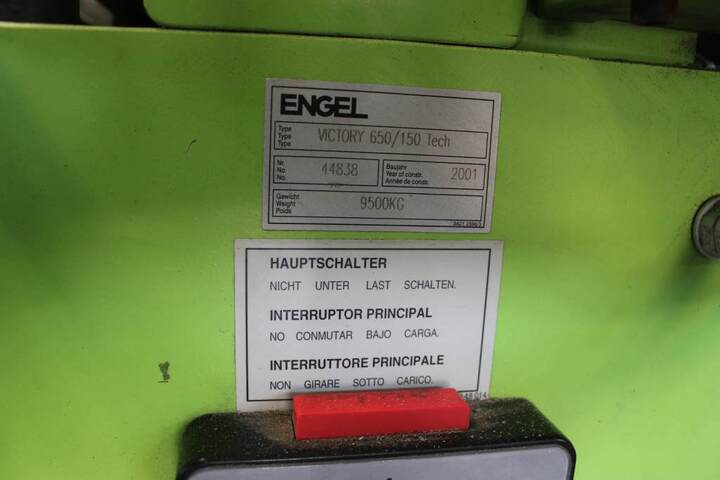 ENGEL
Type
Type
Type
VICTORY 650/150 Tech
Nr.
No
No.
44838
Baujahr
Year of constr.
Année de constr.
2001
Gewicht
Weight
Poids
9500KG
HAUPTSCHALTER
NICHT UNTER LAST SCHALTEN.
INTERRUPTOR PRINCIPAL
NO CONMUTAR BAJO CARGA.
INTERRUTTORE PRINCIPALE
NON GIRARE SOTTO CARICO.